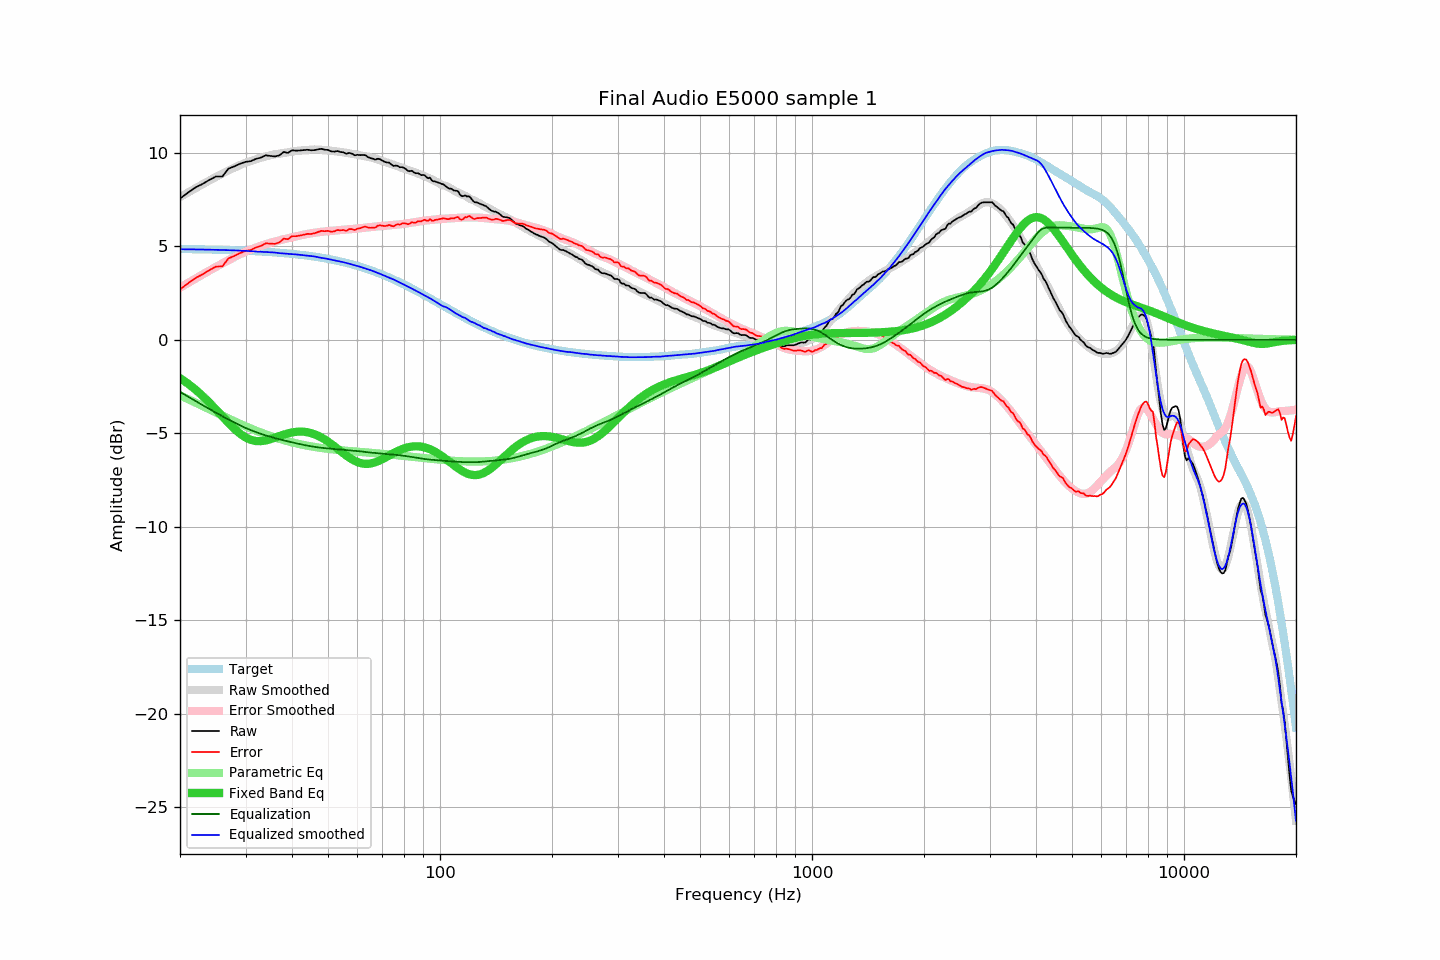 Final Audio E5000 sample 1
10
5
0
−5
−10
−15
−20
−25
Amplitude (dBr)
Target
Raw Smoothed
Error Smoothed
Raw
Error
Parametric Eq
Fixed Band Eq
Equalization
Equalized smoothed
100
1000
10000
Frequency (Hz)